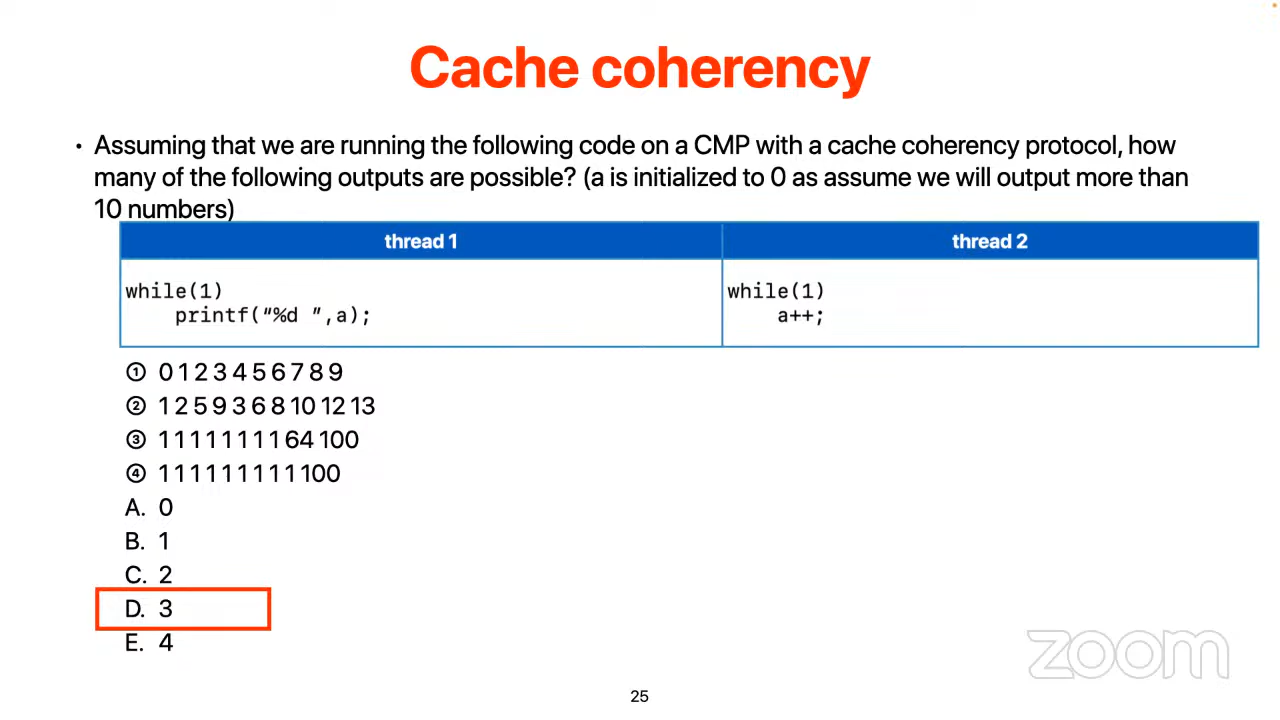 Cache coherency
• Assuming that we are running the following code on a CMP with a cache coherency protocol, how
many of the following outputs are possible? (a is initialized to 0 as assume we will output more than
10 numbers)
thread 1
thread 2
while(1)
printf(“%d ”,a);
while(1)
a++;
① 0 1 2 3 4 5 6 7 8 9
② 1 2 5 9 3 6 8 10 12 13
③ 1 1 1 1 1 1 1 1 64 100
④ 1 1 1 1 1 1 1 1 1 100
A. 0
B. 1
C. 2
D. 3
E. 4
zoom
25